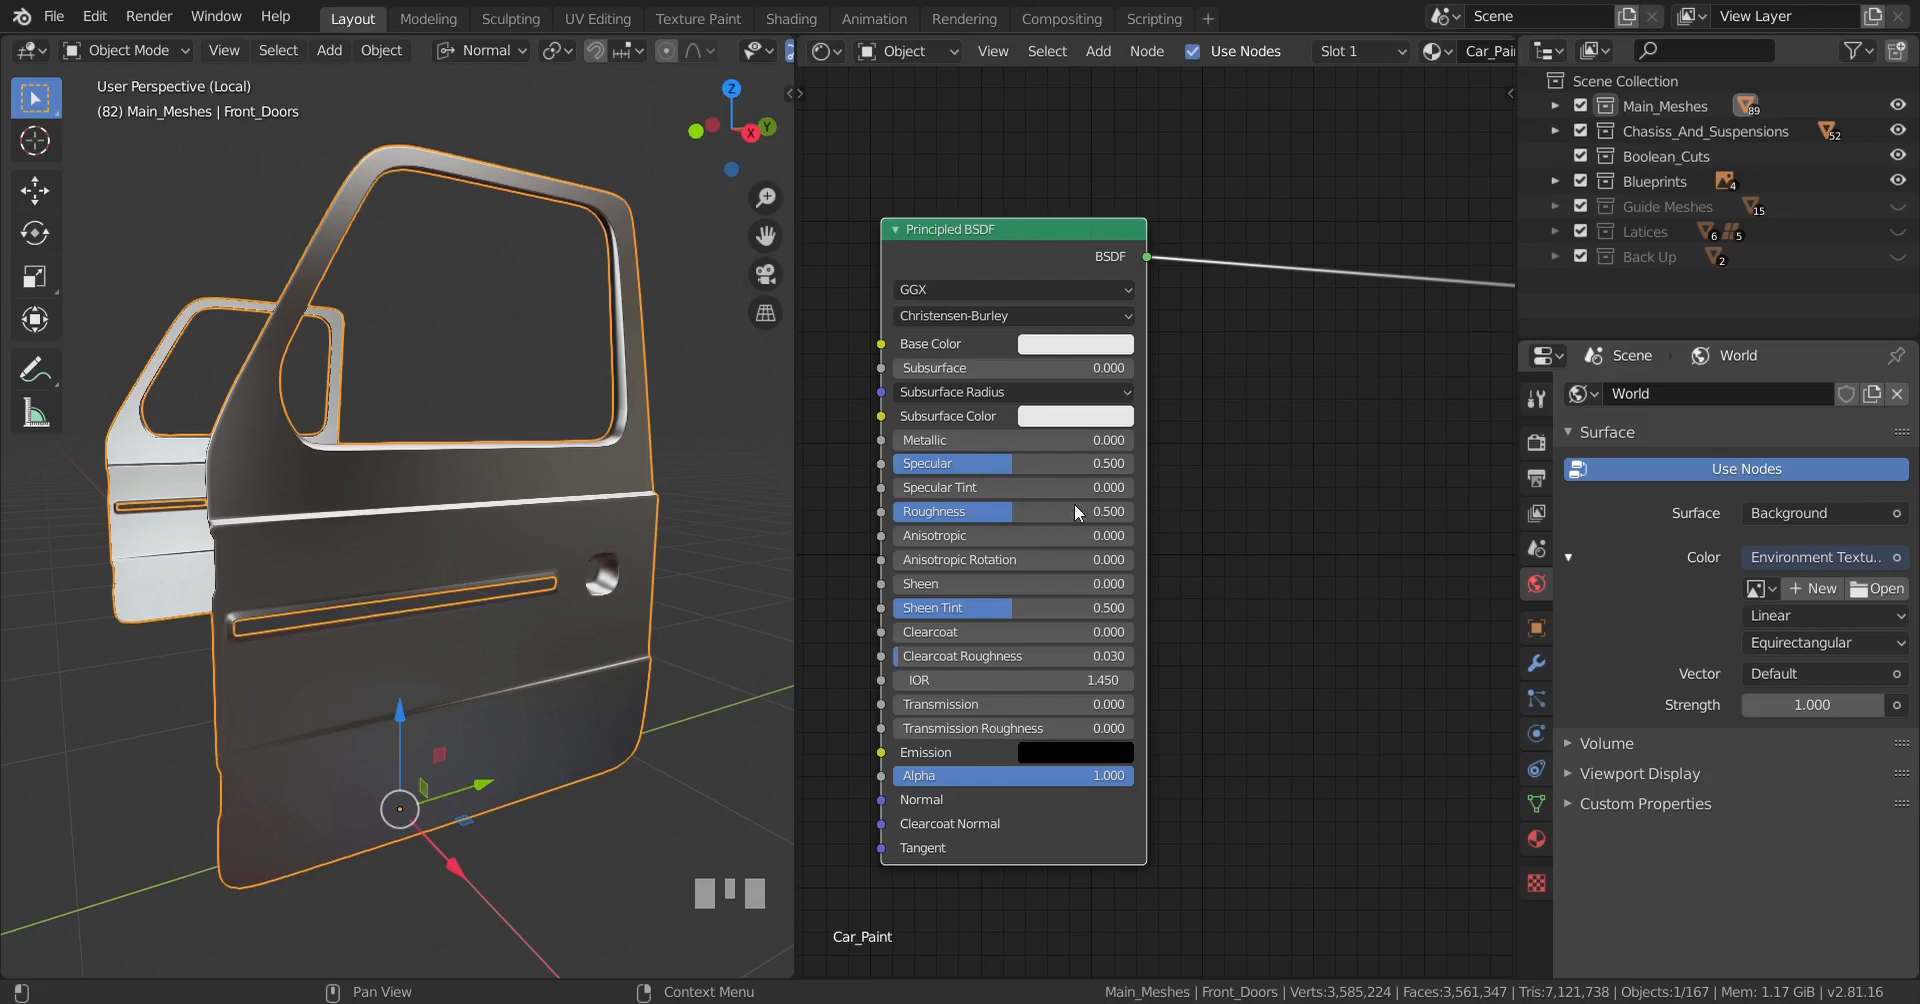 File Edit Render Window Help Layout Modeling Sculpting UV Editing Texture Paint Shading Animation Rendering Compositing Scripting + Scene View Layer
Object Mode View Select Add Object Normal Object View Select Add Node Use Nodes Slot 1 Car_Pai
User Perspective (Local)
(82) Main_Meshes | Front_Doors
Z
X
Y
Principled BSDF
BSDF
GGX
Christensen-Burley
Base Color
Subsurface 0.000
Subsurface Radius
Subsurface Color
Metallic 0.000
Specular 0.500
Specular Tint 0.000
Roughness 0.500
Anisotropic 0.000
Anisotropic Rotation 0.000
Sheen 0.000
Sheen Tint 0.500
Clearcoat 0.000
Clearcoat Roughness 0.030
IOR 1.450
Transmission 0.000
Transmission Roughness 0.000
Emission
Alpha 1.000
Normal
Clearcoat Normal
Tangent
Car_Paint
Scene Collection
Main_Meshes 89
Chasiss_And_Suspensions 52
Boolean_Cuts
Blueprints 4
Guide Meshes 15
Latices 6 5
Back Up 2
Scene World
World
Surface
Use Nodes
Surface Background
Color Environment Textu..
+ New Open
Linear
Equirectangular
Vector Default
Strength 1.000
Volume
Viewport Display
Custom Properties
Pan View Context Menu Main_Meshes | Front_Doors | Verts:3,585,224 | Faces:3,561,347 | Tris:7,121,738 | Objects:1/167 | Mem: 1.17 GiB | v2.81.16